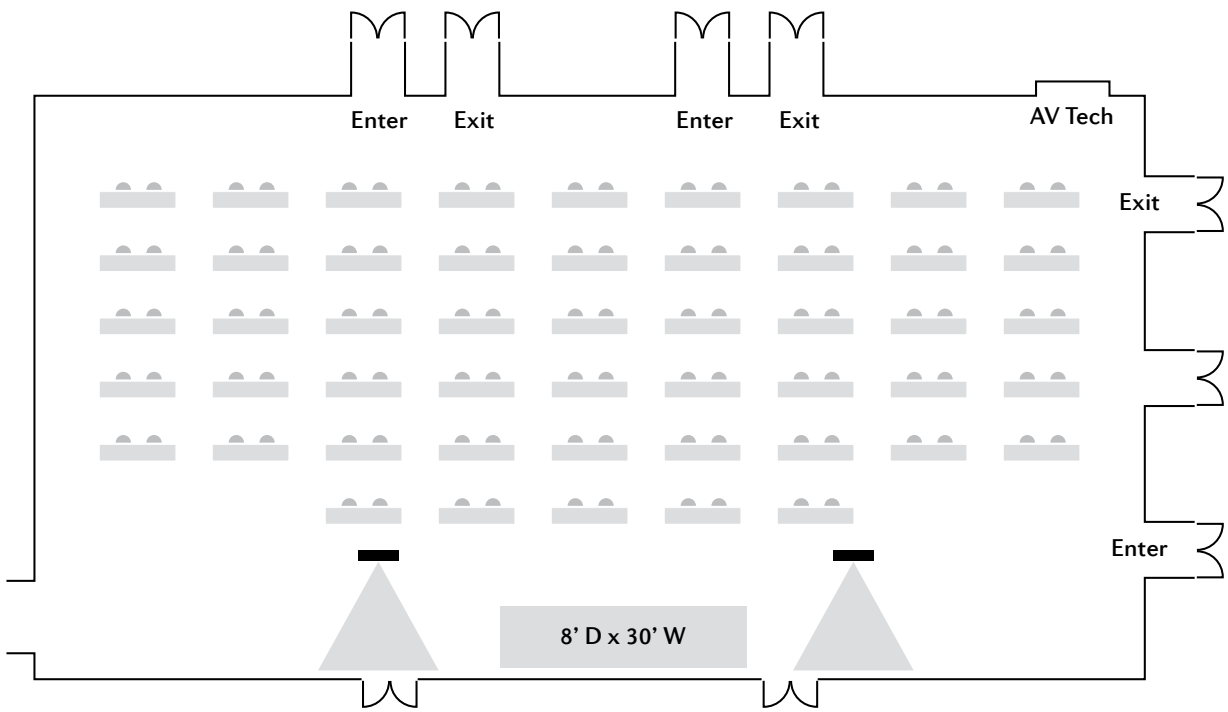 Enter
Exit
Enter
Exit
AV Tech
Exit
Enter
8’ D x 30’ W